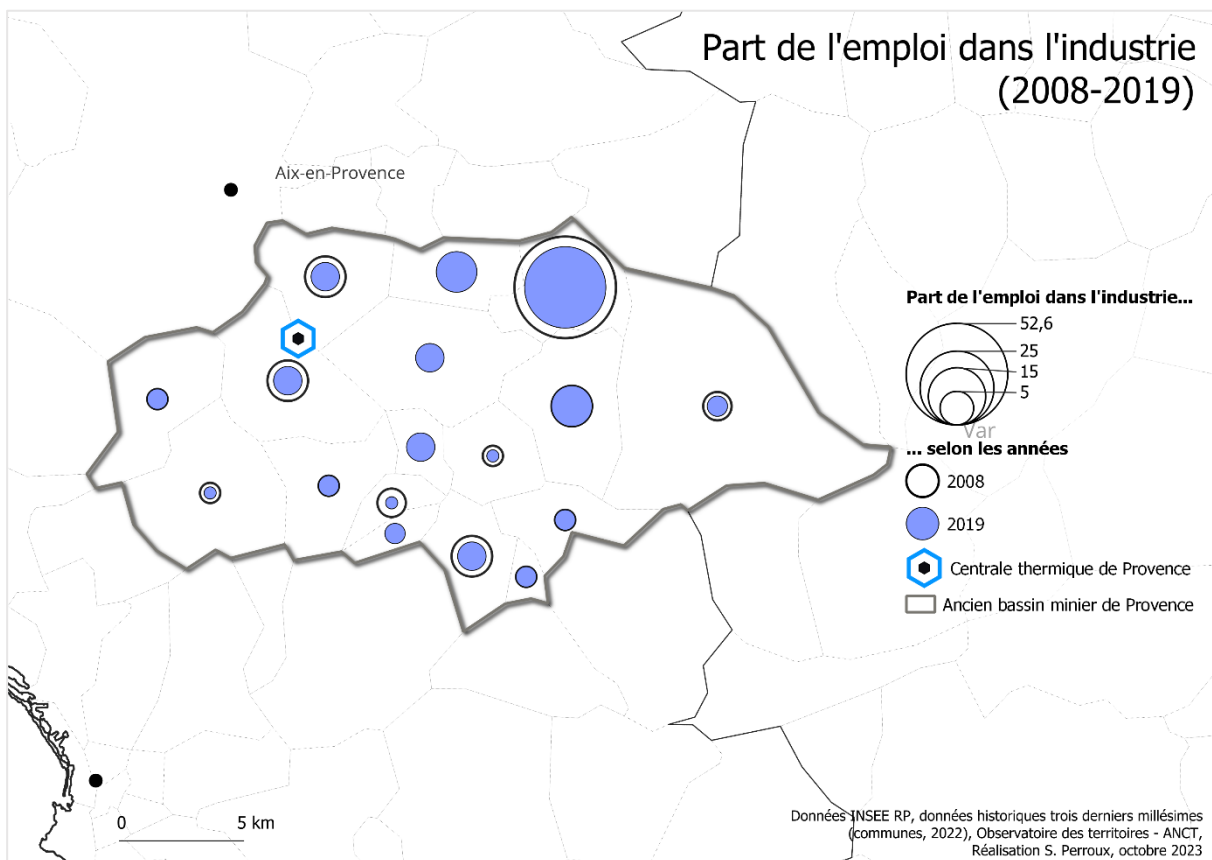 Part de l'emploi dans l'industrie
(2008-2019)
Aix-en-Provence
Part de l'emploi dans l'industrie...
52,6
25
15
5
Var
... selon les années
2008
2019
Centrale thermique de Provence
Ancien bassin minier de Provence
0 5 km
Données INSEE RP, données historiques trois derniers millésimes
(communes, 2022), Observatoire des territoires - ANCT,
Réalisation S. Perroux, octobre 2023